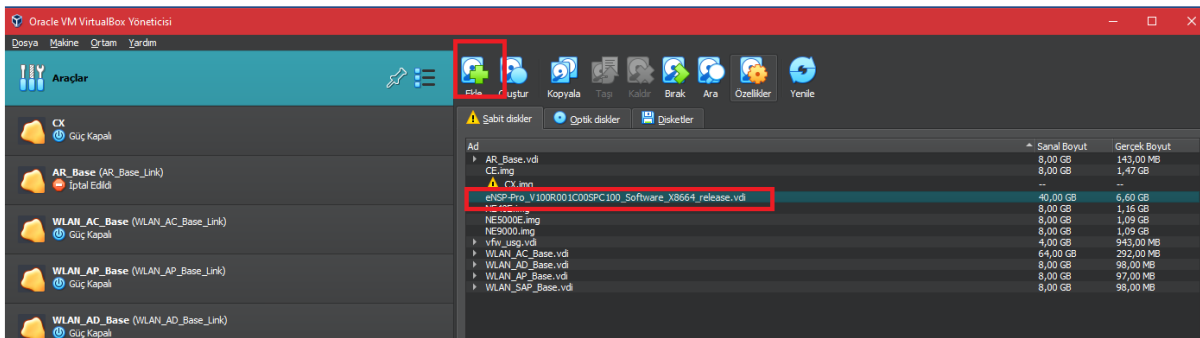 Oracle VM VirtualBox Yöneticisi
Dosya Makine Ortam Yardım
Araçlar
Ekle Oluştur Kopyala Taşı Kaldır Bırak Ara Özellikler Yenile
CX
Güç Kapalı
AR_Base (AR_Base_Link)
İptal Edildi
WLAN_AC_Base (WLAN_AC_Base_Link)
Güç Kapalı
WLAN_AP_Base (WLAN_AP_Base_Link)
Güç Kapalı
WLAN_AD_Base (WLAN_AD_Base_Link)
Güç Kapalı
Sabit diskler Optik diskler Disketler
Ad Sanal Boyut Gerçek Boyut
AR_Base.vdi 8,00 GB 143,00 MB
CE.img 8,00 GB 1,47 GB
CX.img -- --
eNSP-Pro_V100R001C00SPC100_Software_X8664_release.vdi 40,00 GB 6,60 GB
8,00 GB 1,16 GB
NE5000E.img 8,00 GB 1,09 GB
NE9000.img 8,00 GB 1,09 GB
vfw_usg.vdi 4,00 GB 943,00 MB
WLAN_AC_Base.vdi 64,00 GB 292,00 MB
WLAN_AD_Base.vdi 8,00 GB 98,00 MB
WLAN_AP_Base.vdi 8,00 GB 97,00 MB
WLAN_SAP_Base.vdi 8,00 GB 98,00 MB